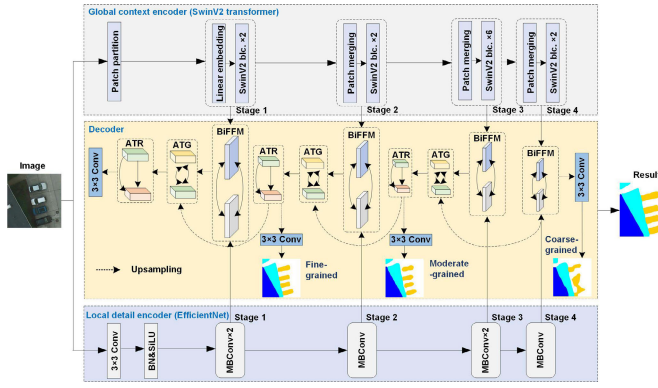 Global context encoder (SwinV2 transformer)
Patch partition
Linear embedding
SwinV2 blc. ×2
Stage 1
Patch merging
SwinV2 blc. ×2
Stage 2
Patch merging
SwinV2 blc. ×6
Stage 3
Patch merging
SwinV2 blc. ×2
Stage 4
Decoder
Image
3×3 Conv
ATR
ATG
BiFFM
ATR
ATG
BiFFM
ATR
ATG
BiFFM
BiFFM
3×3 Conv
Resul
3×3 Conv
3×3 Conv
Fine-
grained
Moderate
-grained
Coarse-
grained
Upsampling
Local detail encoder (EfficientNet)
3×3 Conv
BN&SiLU
MBConv×2
Stage 1
MBConv
Stage 2
MBConv×2
Stage 3
MBConv
Stage 4